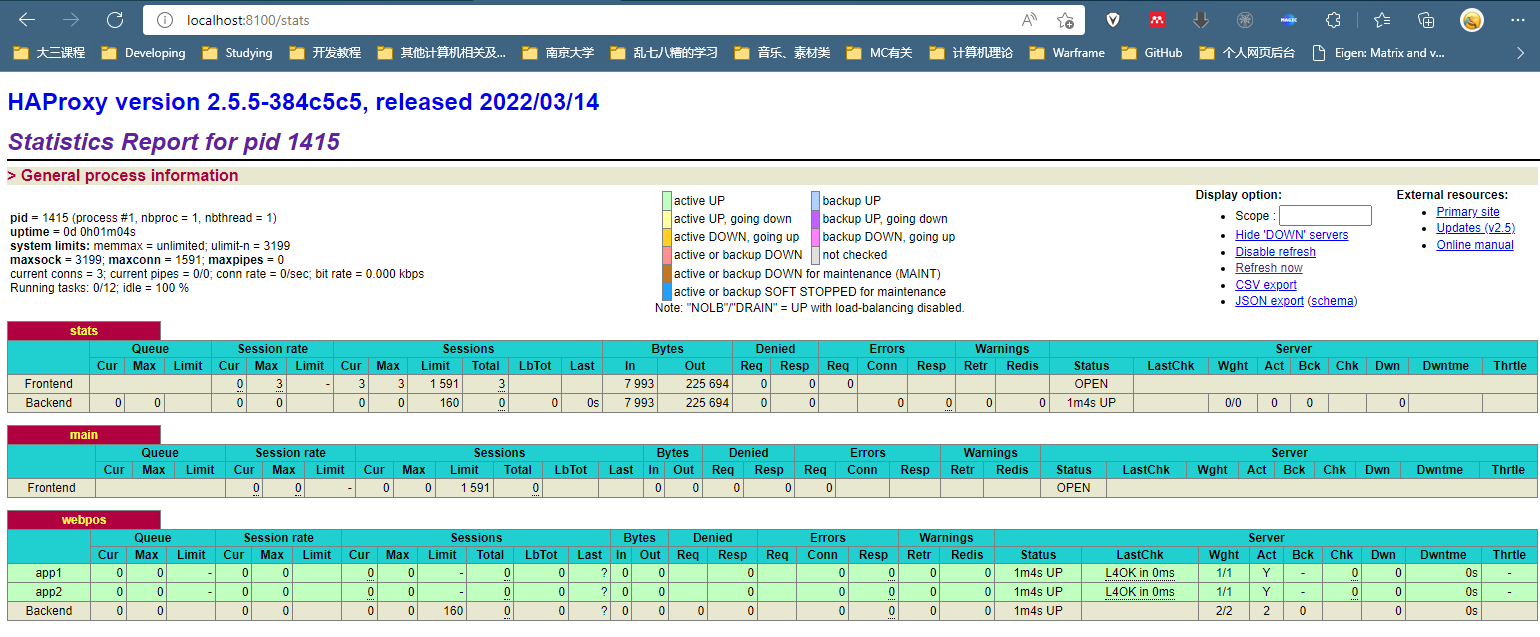 localhost:8100/stats
大三课程 Developing Studying 开发教程 其他计算机相关及... 南京大学 乱七八糟的学习 音乐、素材类 MC有关 计算机理论 Warframe GitHub 个人网页后台 Eigen: Matrix and v...
HAProxy version 2.5.5-384c5c5, released 2022/03/14
Statistics Report for pid 1415
> General process information
pid = 1415 (process #1, nbproc = 1, nbthread = 1)
uptime = 0d 0h01m04s
system limits: memmax = unlimited; ulimit-n = 3199
maxsock = 3199; maxconn = 1591; maxpipes = 0
current conns = 3; current pipes = 0/0; conn rate = 0/sec; bit rate = 0.000 kbps
Running tasks: 0/12; idle = 100 %
active UP backup UP
active UP, going down backup UP, going down
active DOWN, going up backup DOWN, going up
active or backup DOWN not checked
active or backup DOWN for maintenance (MAINT)
active or backup SOFT STOPPED for maintenance
Note: "NOLB"/"DRAIN" = UP with load-balancing disabled.
Display option:
Scope :
Hide 'DOWN' servers
Disable refresh
Refresh now
CSV export
JSON export (schema)
External resources:
Primary site
Updates (v2.5)
Online manual
stats
Queue Session rate Sessions Bytes Denied Errors Warnings Server
Cur Max Limit Cur Max Limit Cur Max Limit Total LbTot Last In Out Req Resp Req Conn Resp Retr Redis Status LastChk Wght Act Bck Chk Dwn Dwntme Thrtle
Frontend 0 3 - 3 3 1 591 3 7 993 225 694 0 0 0 OPEN
Backend 0 0 0 0 0 0 160 0 0 0s 7 993 225 694 0 0 0 0 0 0 1m4s UP 0/0 0 0 0
main
Queue Session rate Sessions Bytes Denied Errors Warnings Server
Cur Max Limit Cur Max Limit Cur Max Limit Total LbTot Last In Out Req Resp Req Conn Resp Retr Redis Status LastChk Wght Act Bck Chk Dwn Dwntme Thrtle
Frontend 0 0 - 0 0 1 591 0 0 0 0 0 0 OPEN
webpos
Queue Session rate Sessions Bytes Denied Errors Warnings Server
Cur Max Limit Cur Max Limit Cur Max Limit Total LbTot Last In Out Req Resp Req Conn Resp Retr Redis Status LastChk Wght Act Bck Chk Dwn Dwntme Thrtle
app1 0 0 - 0 0 0 0 - 0 0 ? 0 0 0 0 0 0 0 1m4s UP L4OK in 0ms 1/1 Y - 0 0 0s -
app2 0 0 - 0 0 0 0 - 0 0 ? 0 0 0 0 0 0 0 1m4s UP L4OK in 0ms 1/1 Y - 0 0 0s -
Backend 0 0 0 0 0 0 160 0 0 ? 0 0 0 0 0 0 0 0 1m4s UP 2/2 2 0 0 0s